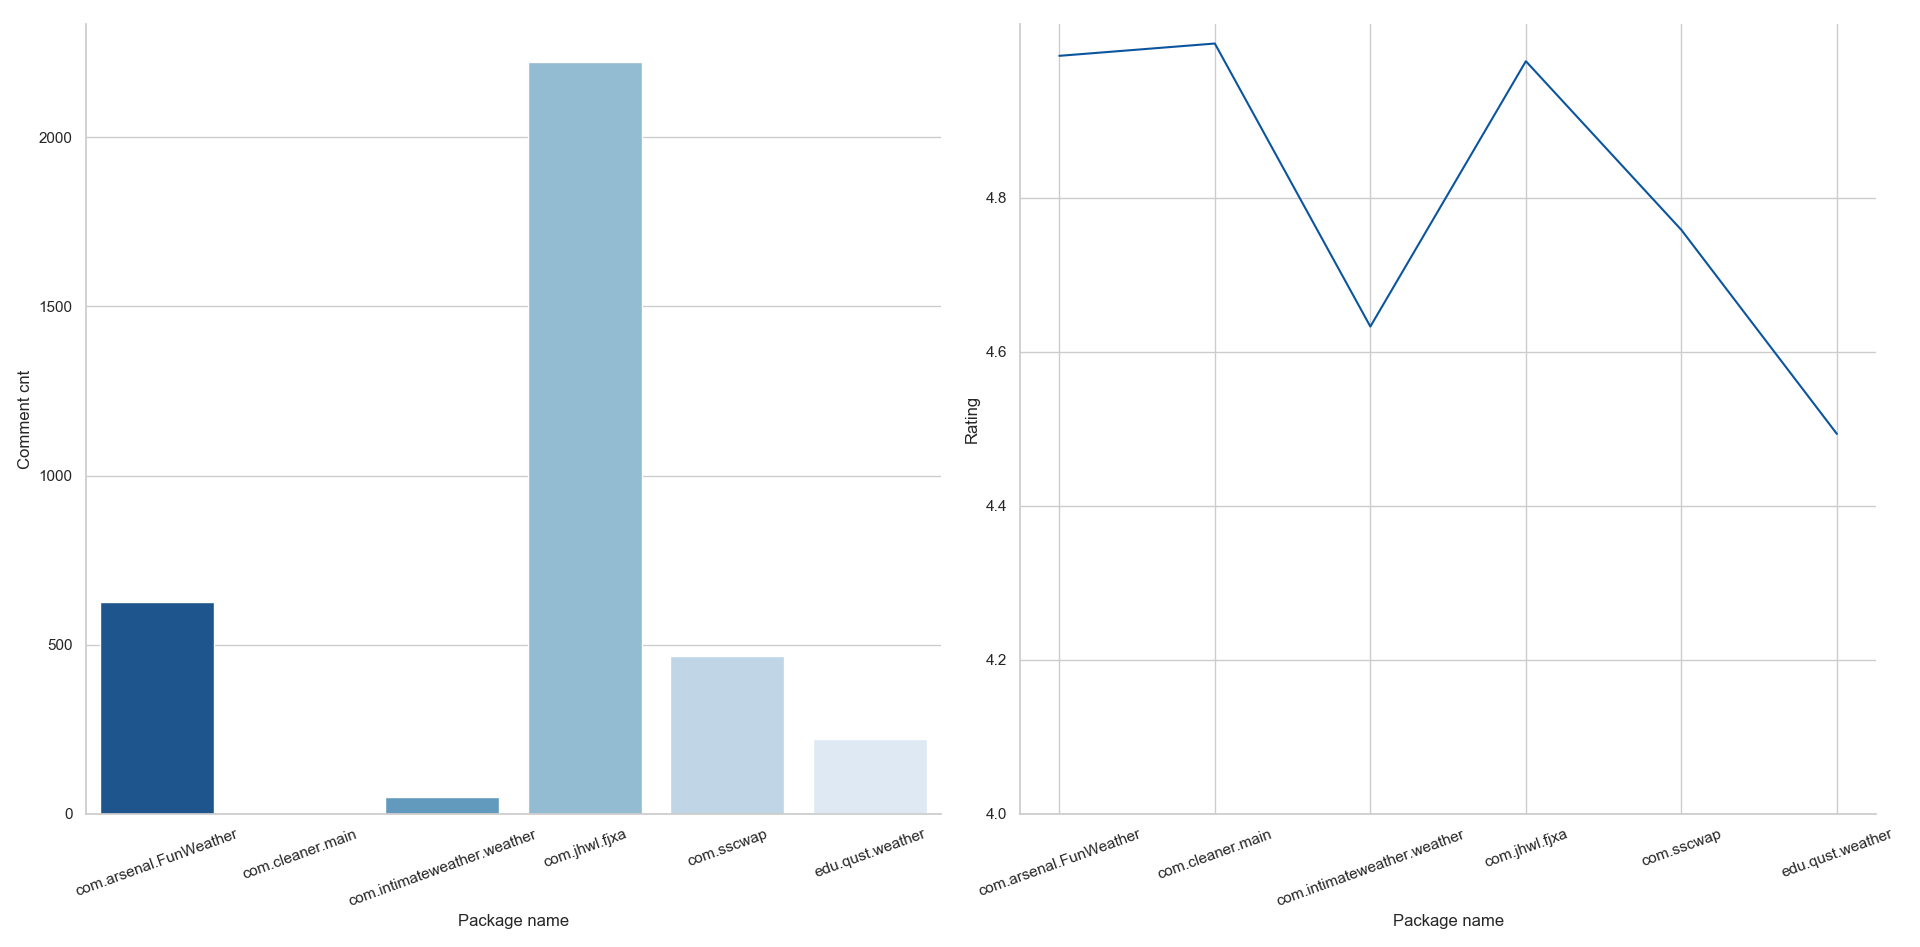 2000
1500
1000
500
0
Comment cnt
com.arsenal.FunWeather
com.cleaner.main
com.intimateweather.weather
com.jhwl.fjxa
com.sscwap
edu.qust.weather
Package name
4.8
4.6
4.4
4.2
4.0
Rating
com.arsenal.FunWeather
com.cleaner.main
com.intimateweather.weather
com.jhwl.fjxa
com.sscwap
edu.qust.weather
Package name